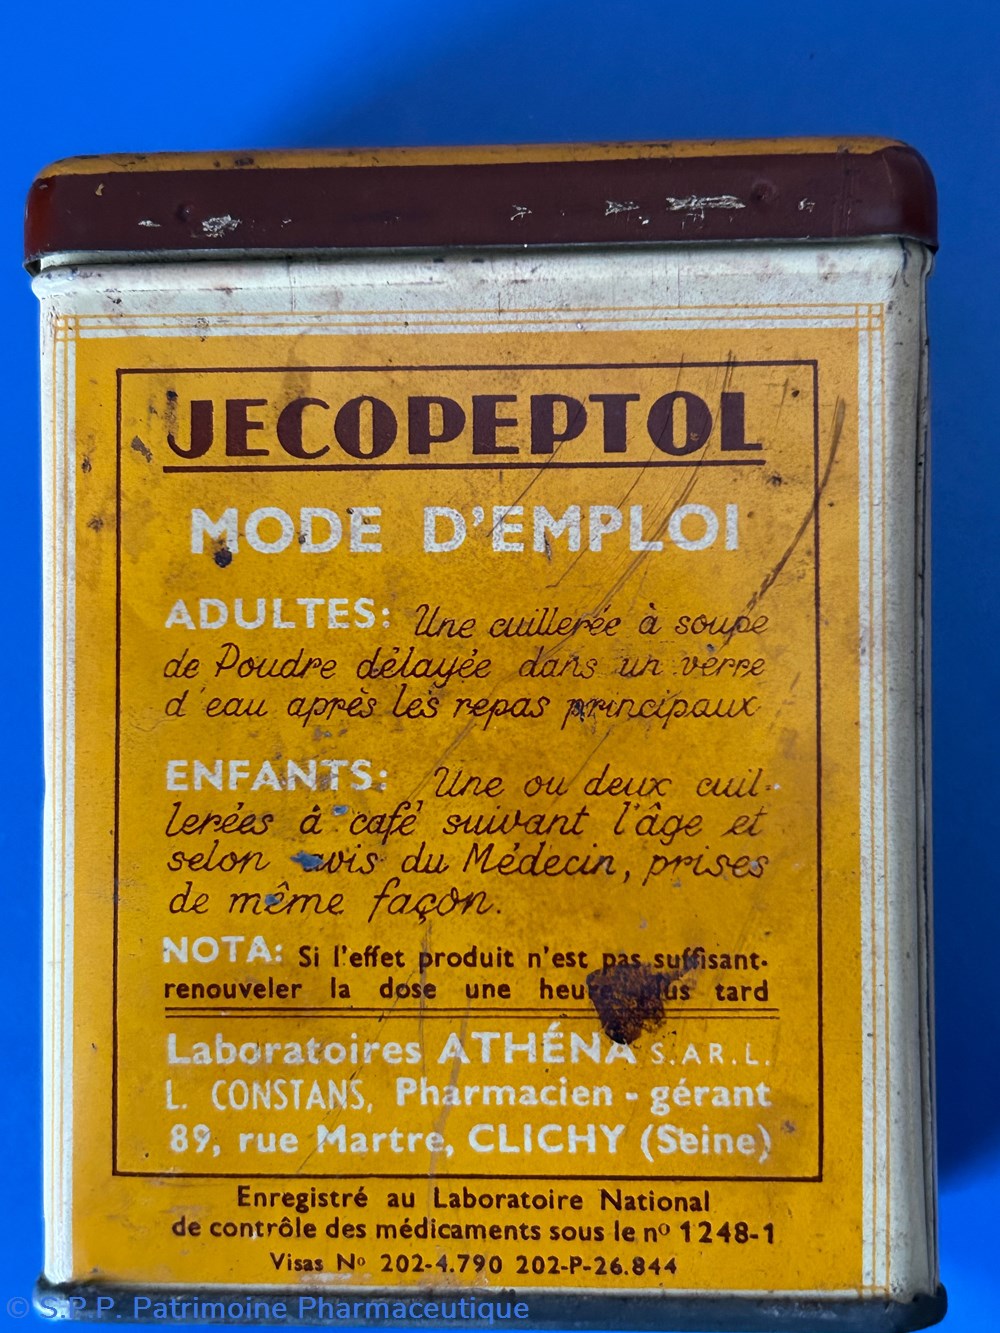 JECOPEPTOL
MODE D'EMPLOI
ADULTES: Une cuillerée à soupe
de Poudre délayée dans un verre
d'eau après les repas principaux
ENFANTS: Une ou deux cuil-
lerées à café suivant l'âge et
selon avis du Médecin, prises
de même façon.
NOTA: Si l'effet produit n'est pas suffisant-
renouveler la dose une heure plus tard
Laboratoires ATHÉNA S.AR.L.
L. CONSTANS, Pharmacien-gérant
89, rue Martre, CLICHY (Seine)
Enregistré au Laboratoire National
de contrôle des médicaments sous le nº 1248-1
Visas Nº 202-4.790 202-P-26.844
© S.P.P. Patrimoine Pharmaceutique